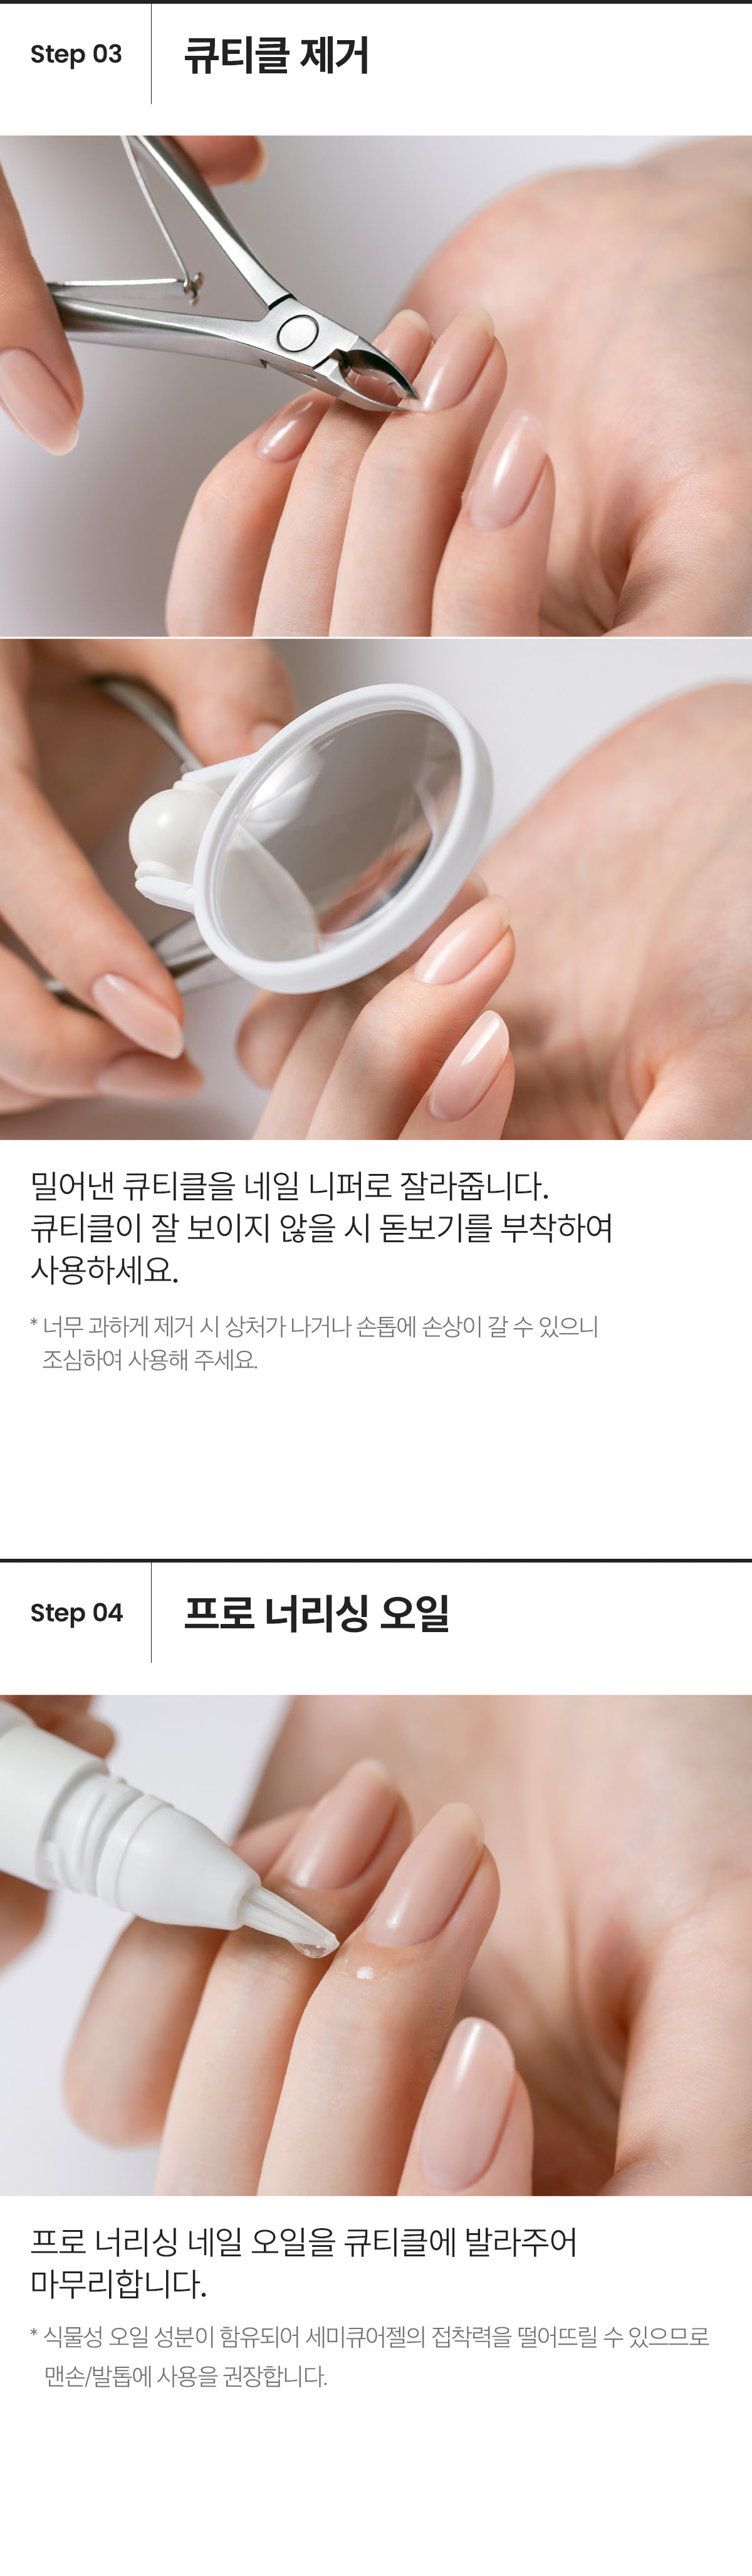 Step 03
큐티클 제거
밀어낸 큐티클을 네일 니퍼로 잘라줍니다.
큐티클이 잘 보이지 않을 시 돋보기를 부착하여
사용하세요.
* 너무 과하게 제거 시 상처가 나거나 손톱에 손상이 갈 수 있으니
조심하여 사용해 주세요.
Step 04
프로 너리싱 오일
프로 너리싱 네일 오일을 큐티클에 발라주어
마무리합니다.
* 식물성 오일 성분이 함유되어 세미큐어젤의 접착력을 떨어뜨릴 수 있으므로
맨손/발톱에 사용을 권장합니다.